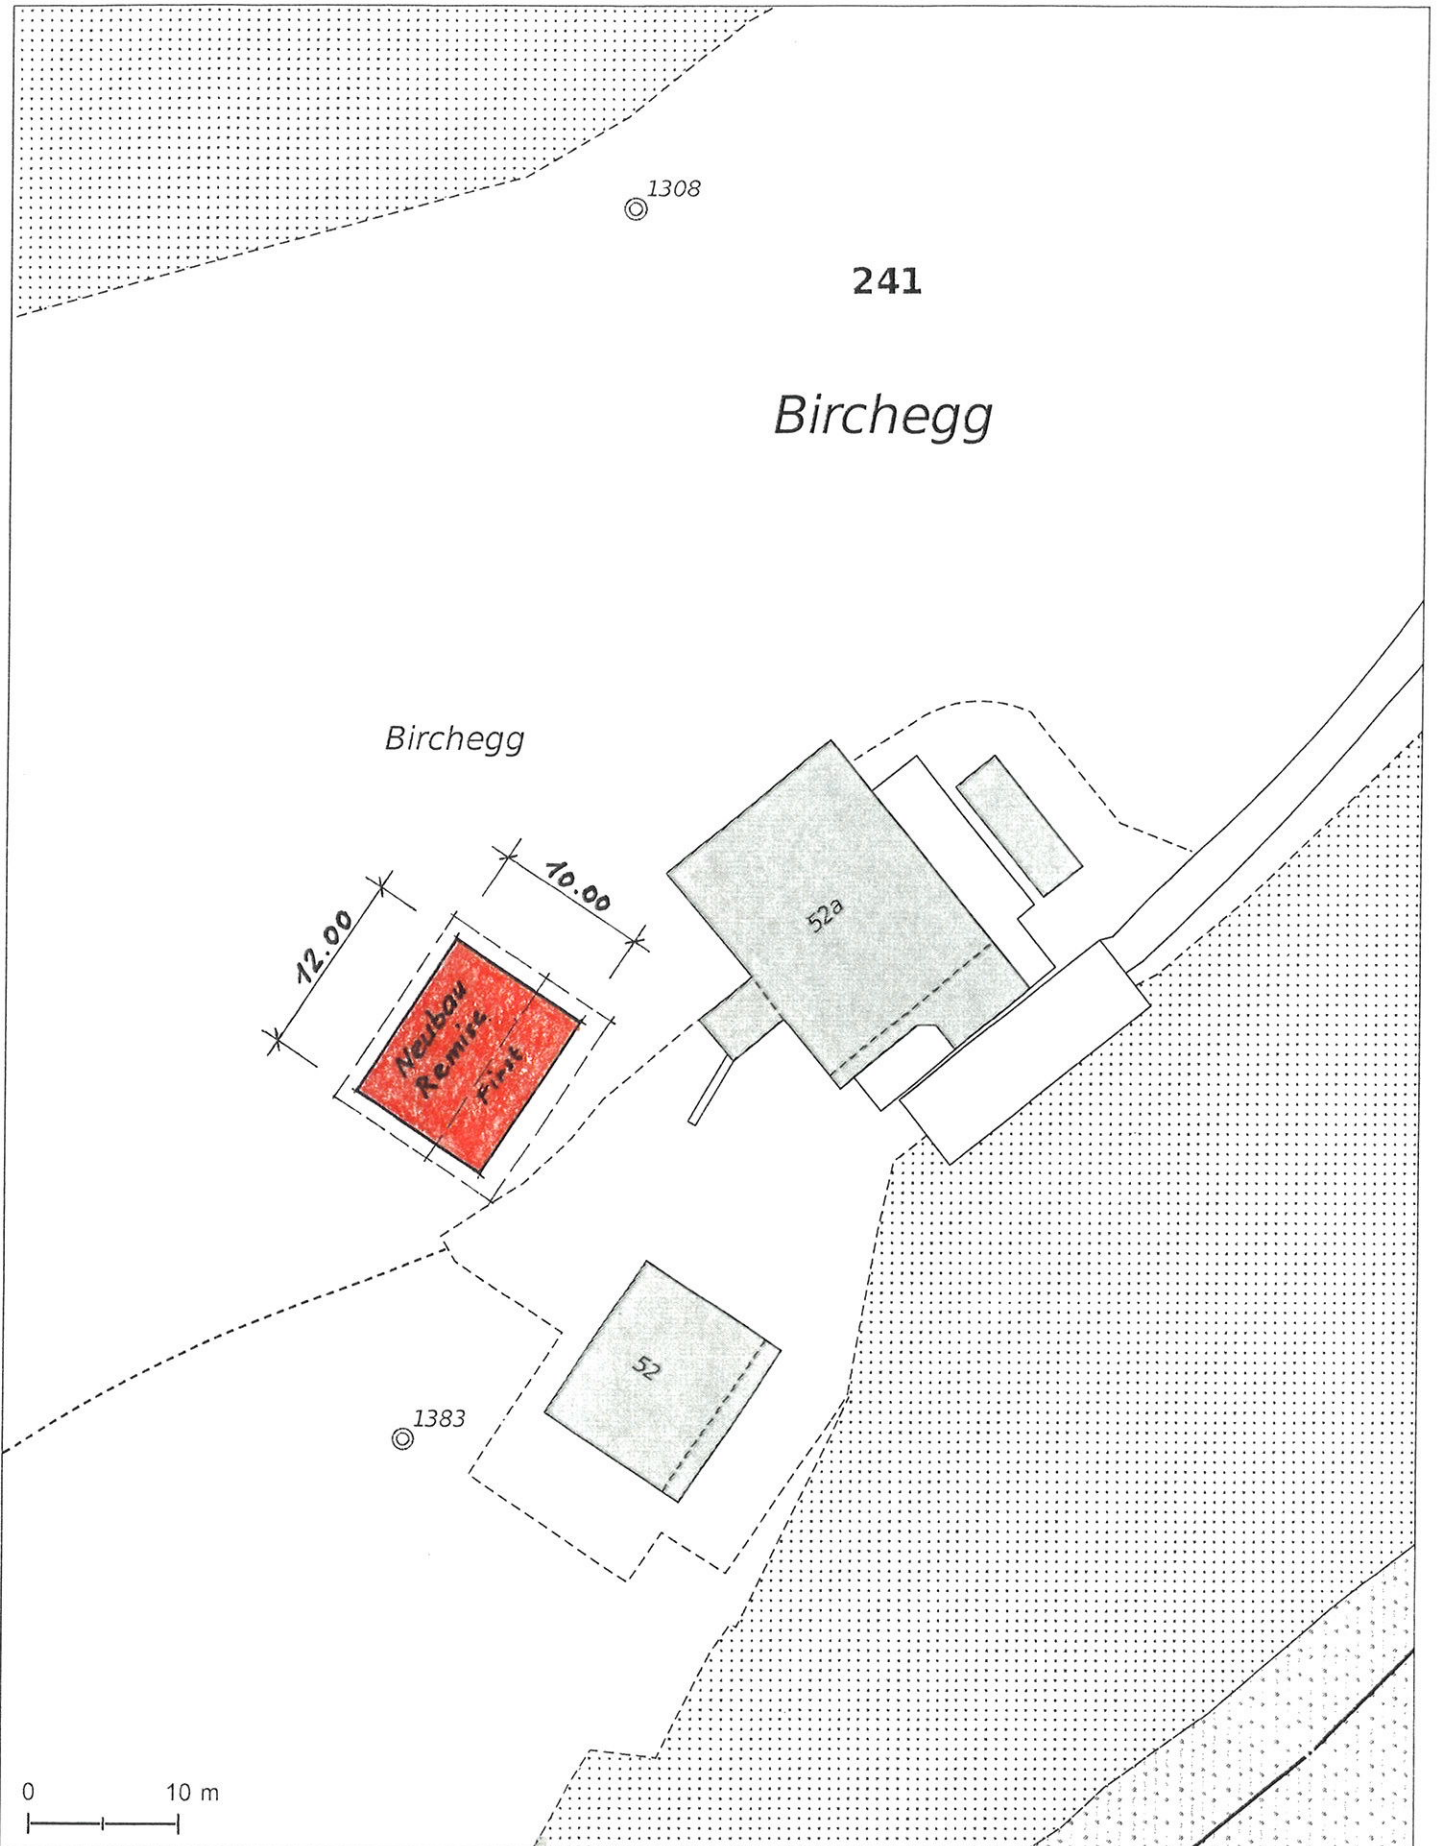 1308
241
Birchegg
Birchegg
10.00
12.00
52a
Neubau
Remise
First
52
1383
0 10 m